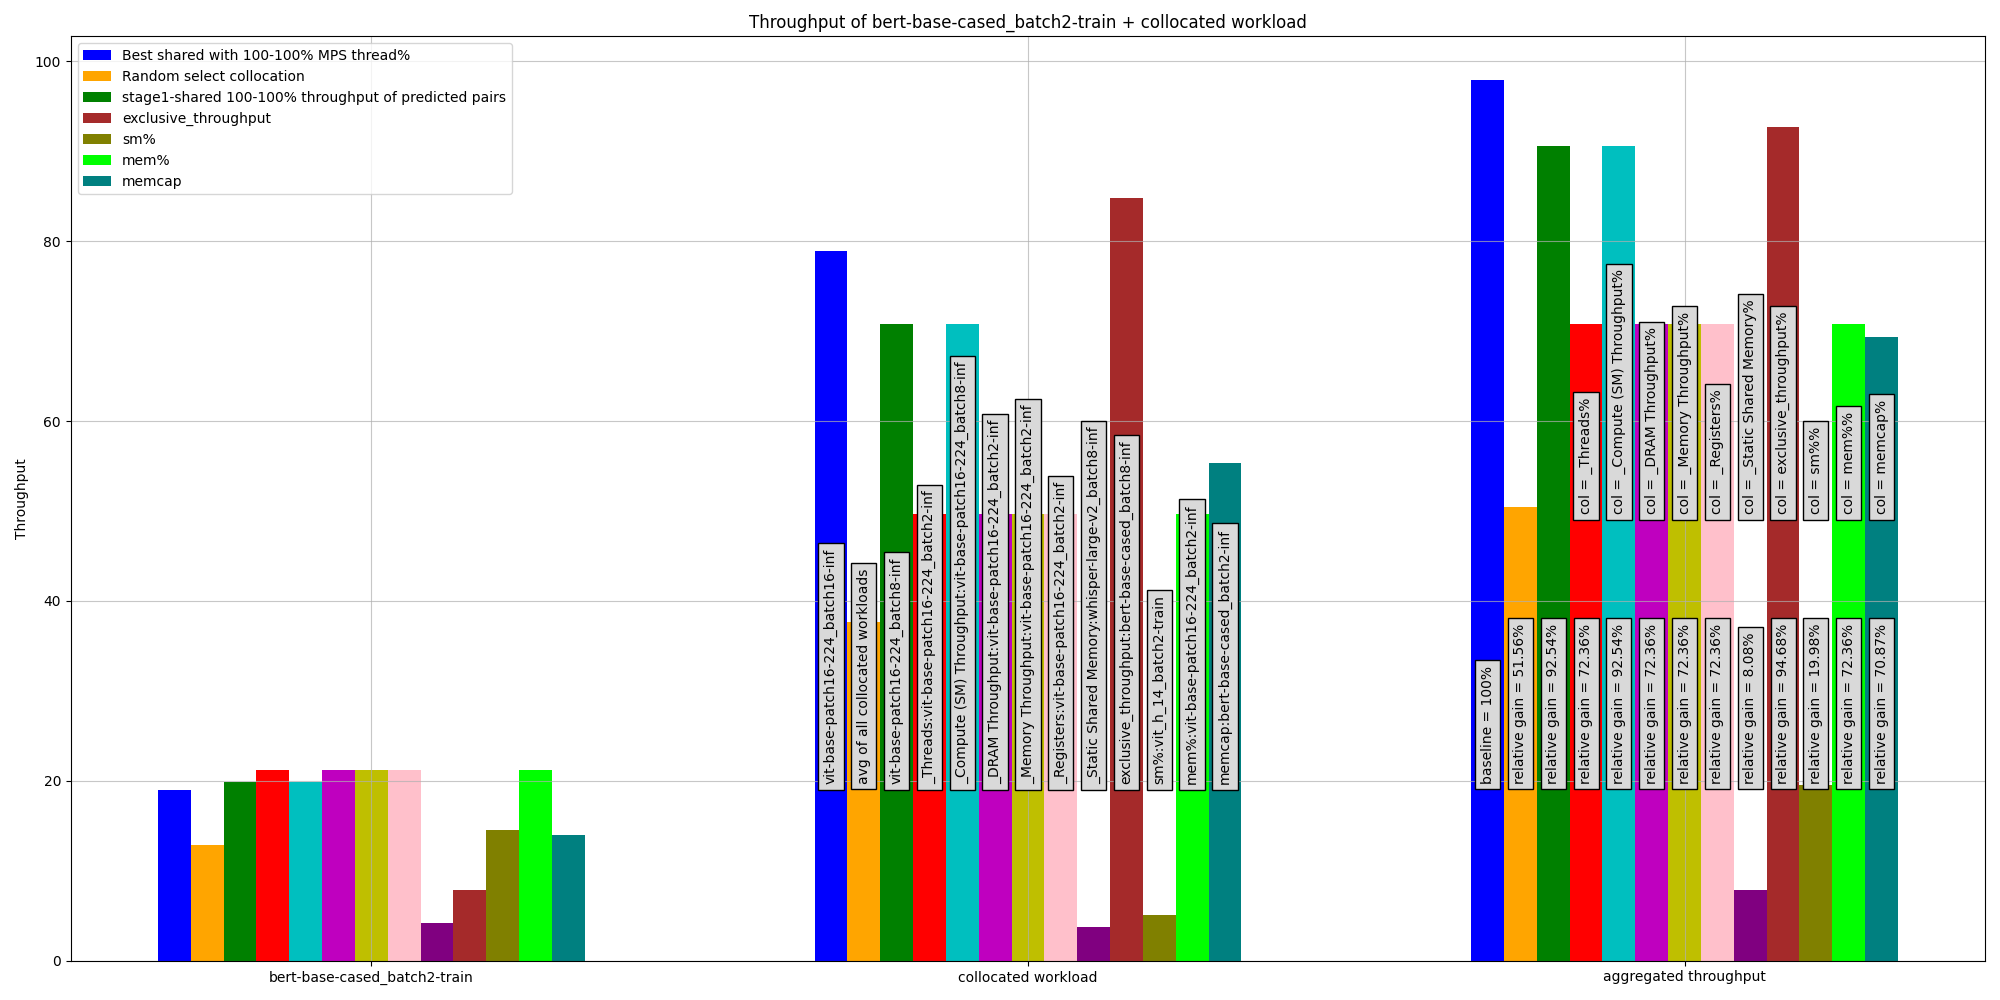 Throughput of bert-base-cased_batch2-train + collocated workload
Throughput
100
80
60
40
20
0
Best shared with 100-100% MPS thread%
Random select collocation
stage1-shared 100-100% throughput of predicted pairs
exclusive_throughput
sm%
mem%
memcap
vit-base-patch16-224_batch16-inf
avg of all collocated workloads
vit-base-patch16-224_batch8-inf
_Threads:vit-base-patch16-224_batch2-inf
_Compute (SM) Throughput:vit-base-patch16-224_batch8-inf
_DRAM Throughput:vit-base-patch16-224_batch2-inf
_Memory Throughput:vit-base-patch16-224_batch2-inf
_Registers:vit-base-patch16-224_batch2-inf
_Static Shared Memory:whisper-large-v2_batch8-inf
exclusive_throughput:bert-base-cased_batch8-inf
sm%:vit_h_14_batch2-train
mem%:vit-base-patch16-224_batch2-inf
memcap:bert-base-cased_batch2-inf
col = _Threads%
col = _Compute (SM) Throughput%
col = _DRAM Throughput%
col = _Memory Throughput%
col = _Registers%
col = _Static Shared Memory%
col = exclusive_throughput%
col = sm%%
col = mem%%
col = memcap%
baseline = 100%
relative gain = 51.56%
relative gain = 92.54%
relative gain = 72.36%
relative gain = 92.54%
relative gain = 72.36%
relative gain = 72.36%
relative gain = 72.36%
relative gain = 8.08%
relative gain = 94.68%
relative gain = 19.98%
relative gain = 72.36%
relative gain = 70.87%
bert-base-cased_batch2-train
collocated workload
aggregated throughput